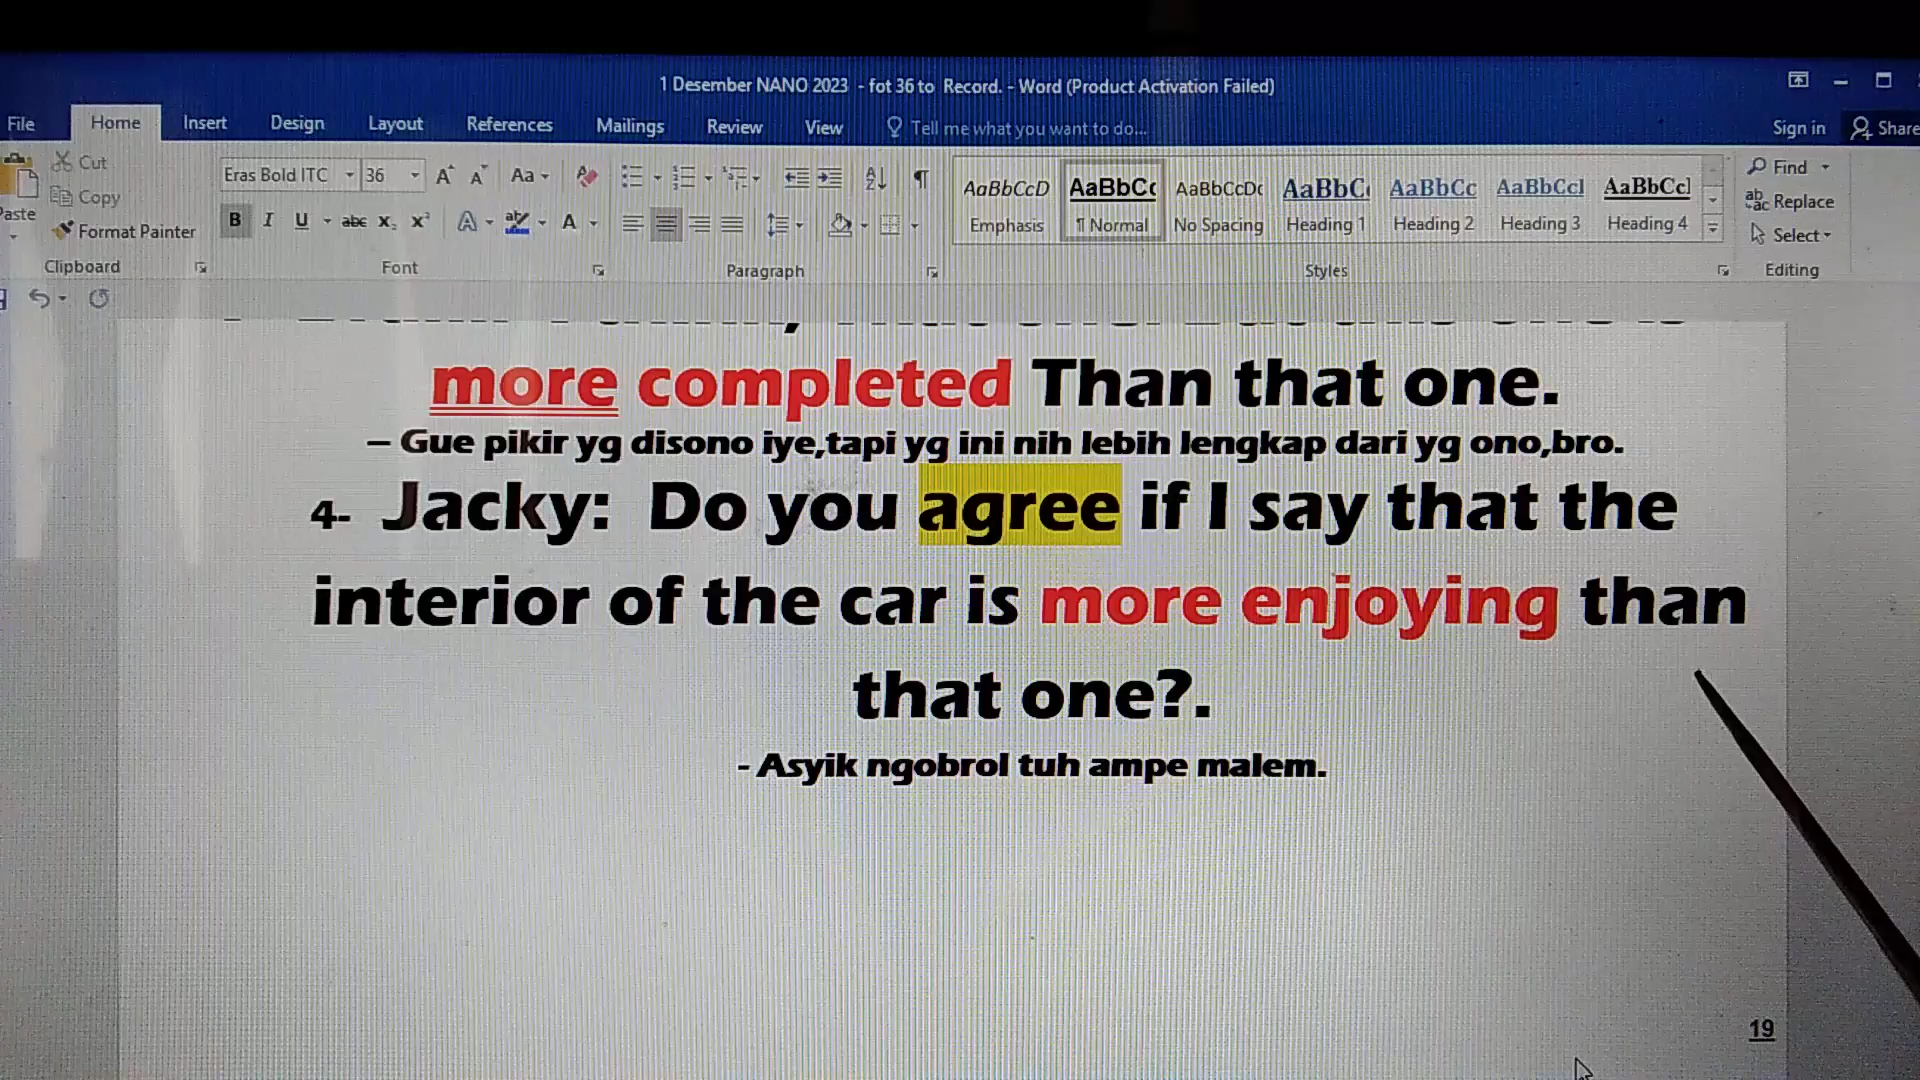 1 Desember NANO 2023 - fot 36 to Record. - Word (Product Activation Failed)
File Home Insert Design Layout References Mailings Review View Tell me what you want to do... Sign in Share
Cut
Copy
Format Painter
Clipboard
Eras Bold ITC 36
Font
Paragraph
AaBbCcD AaBbCc AaBbCcDc AaBbC AaBbCc AaBbCcI AaBbCcI
Emphasis ¶ Normal No Spacing Heading 1 Heading 2 Heading 3 Heading 4
Styles
Find
Replace
Select
Editing
more completed Than that one.
– Gue pikir yg disono iye,tapi yg ini nih lebih lengkap dari yg ono,bro.
4- Jacky: Do you agree if I say that the
interior of the car is more enjoying than
that one?.
- Asyik ngobrol tuh ampe malem.
19